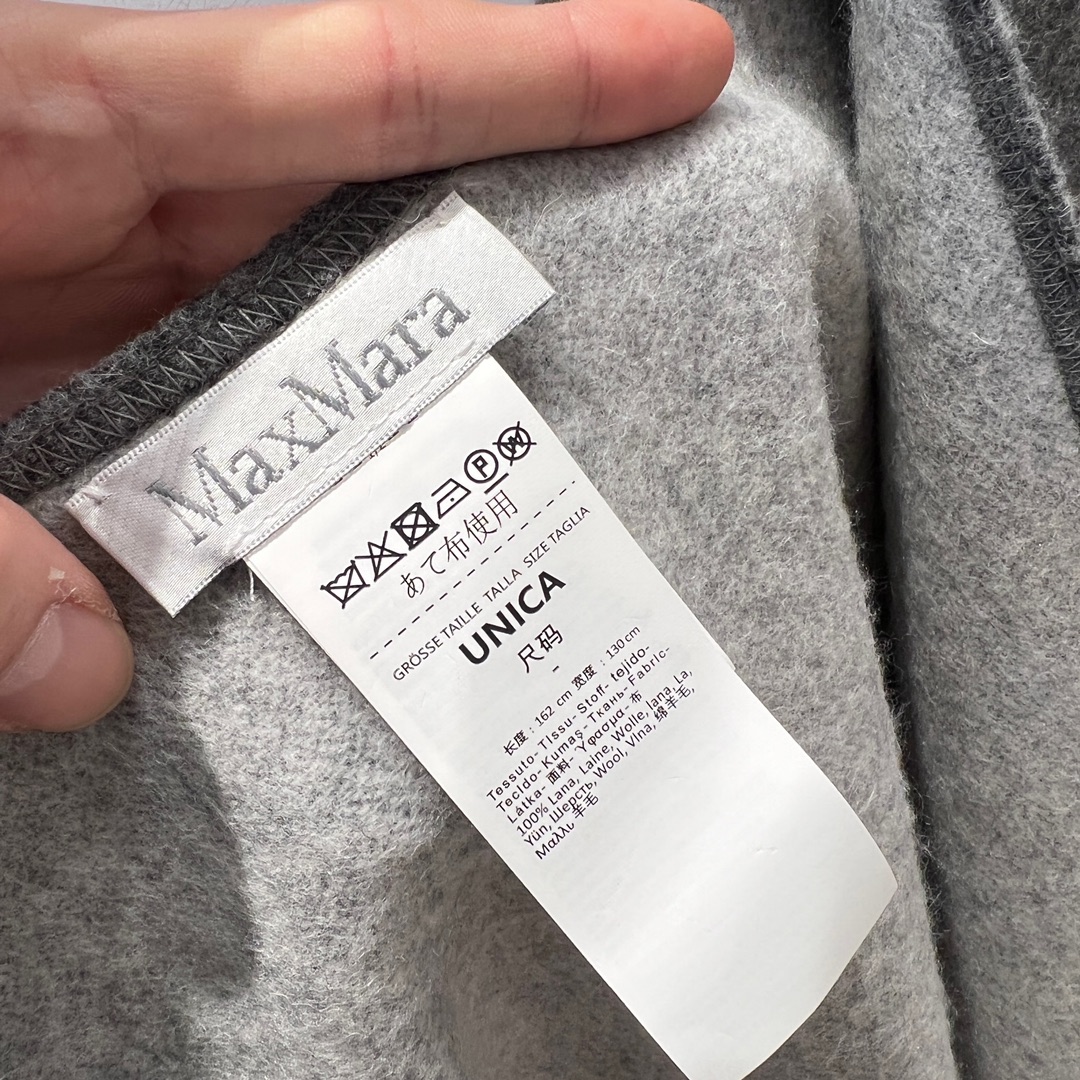 MaxMara
P
W
あて布使用
GRÖSSE TAILLE TALLA SIZE TAGLIA
UNICA
尺码
-
长度：162 cm 宽度：130 cm
Tessuto- Tissu- Stoff- tejido-
Tecido- Kumaş- Ткань- Fabric-
Látka- 面料- Υφασμα- 布
100% Lana, Laine, Wolle, lana, La,
Yün, Шерсть, Wool, Vlna, 绵羊毛,
Μαλλι 羊毛